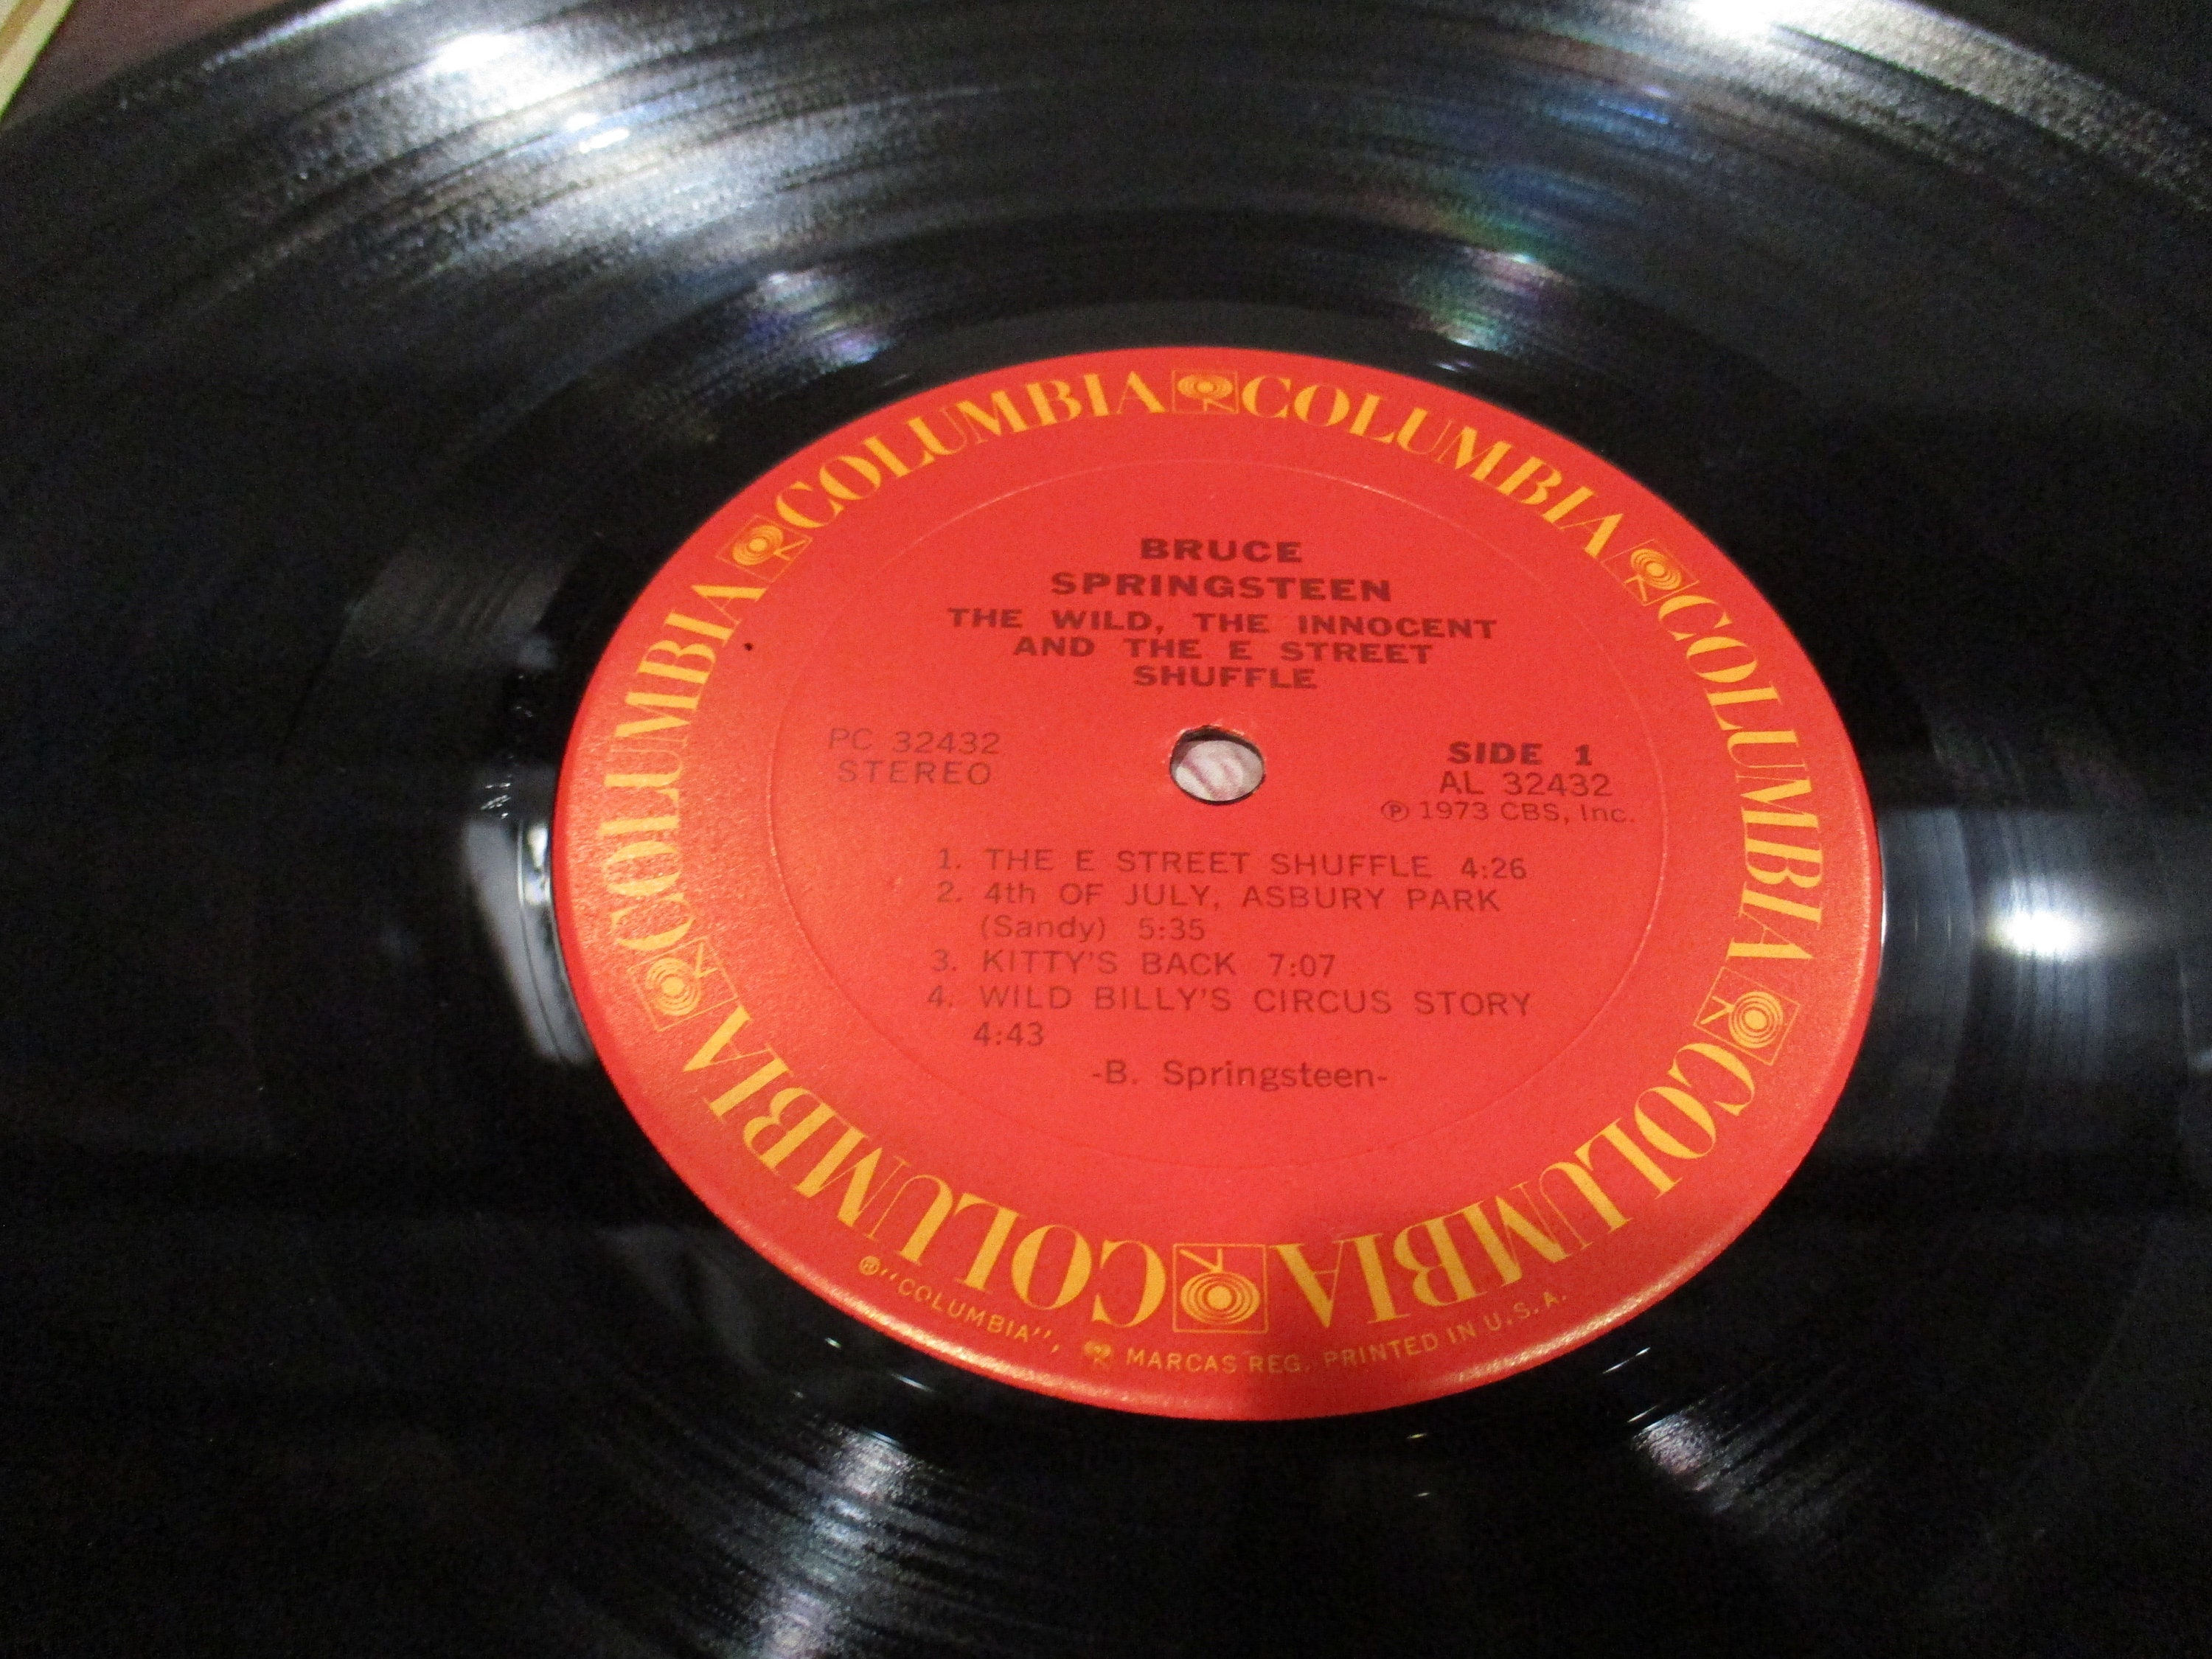 COLUMBIA COLUMBIA COLUMBIA COLUMBIA COLUMBIA COLUMBIA COLUMBIA
BRUCE
SPRINGSTEEN
THE WILD, THE INNOCENT
AND THE E STREET
SHUFFLE
PC 32432
STEREO
SIDE 1
AL 32432
℗ 1973 CBS, Inc.
1. THE E STREET SHUFFLE 4:26
2. 4th OF JULY, ASBURY PARK
(Sandy) 5:35
3. KITTY'S BACK 7:07
4. WILD BILLY'S CIRCUS STORY
4:43
-B. Springsteen-
® "COLUMBIA", MARCAS REG. PRINTED IN U.S.A.